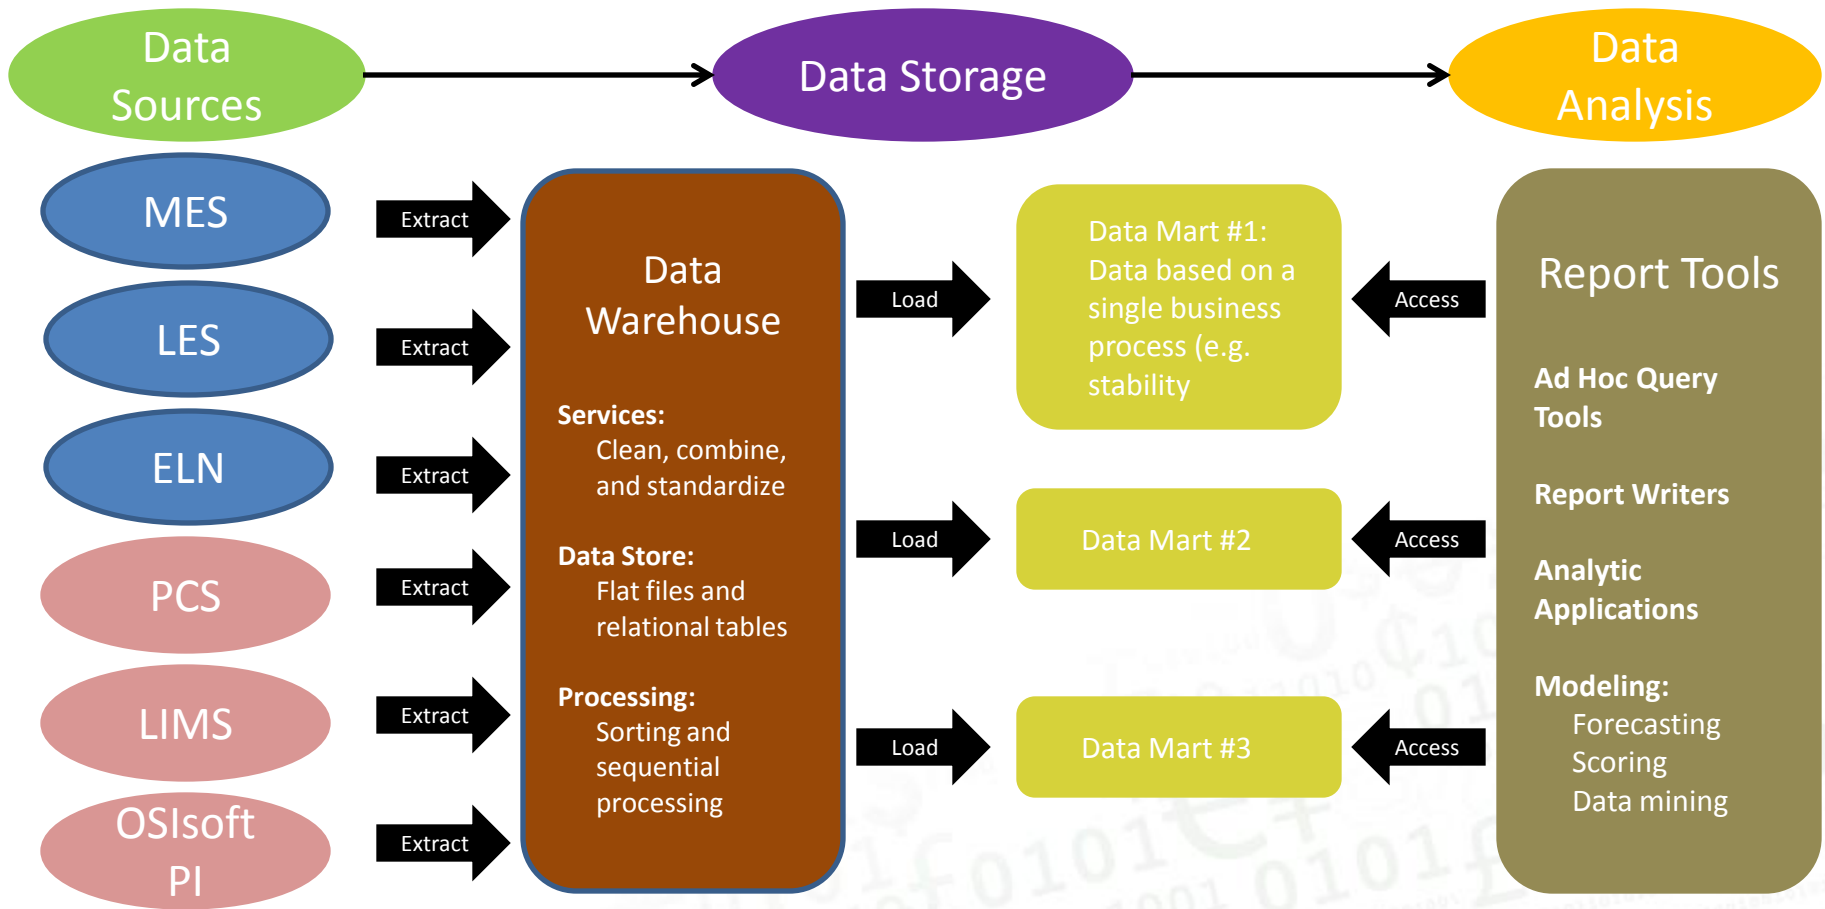 Data
Sources
Data Storage
Data
Analysis
MES
LES
ELN
PCS
LIMS
OSIsoft
PI
Extract
Extract
Extract
Extract
Extract
Extract
Data
Warehouse
Services:
Clean, combine,
and standardize
Data Store:
Flat files and
relational tables
Processing:
Sorting and
sequential
processing
Load
Load
Load
Data Mart #1:
Data based on a
single business
process (e.g.
stability
Data Mart #2
Data Mart #3
Access
Access
Access
Report Tools
Ad Hoc Query
Tools
Report Writers
Analytic
Applications
Modeling:
Forecasting
Scoring
Data mining